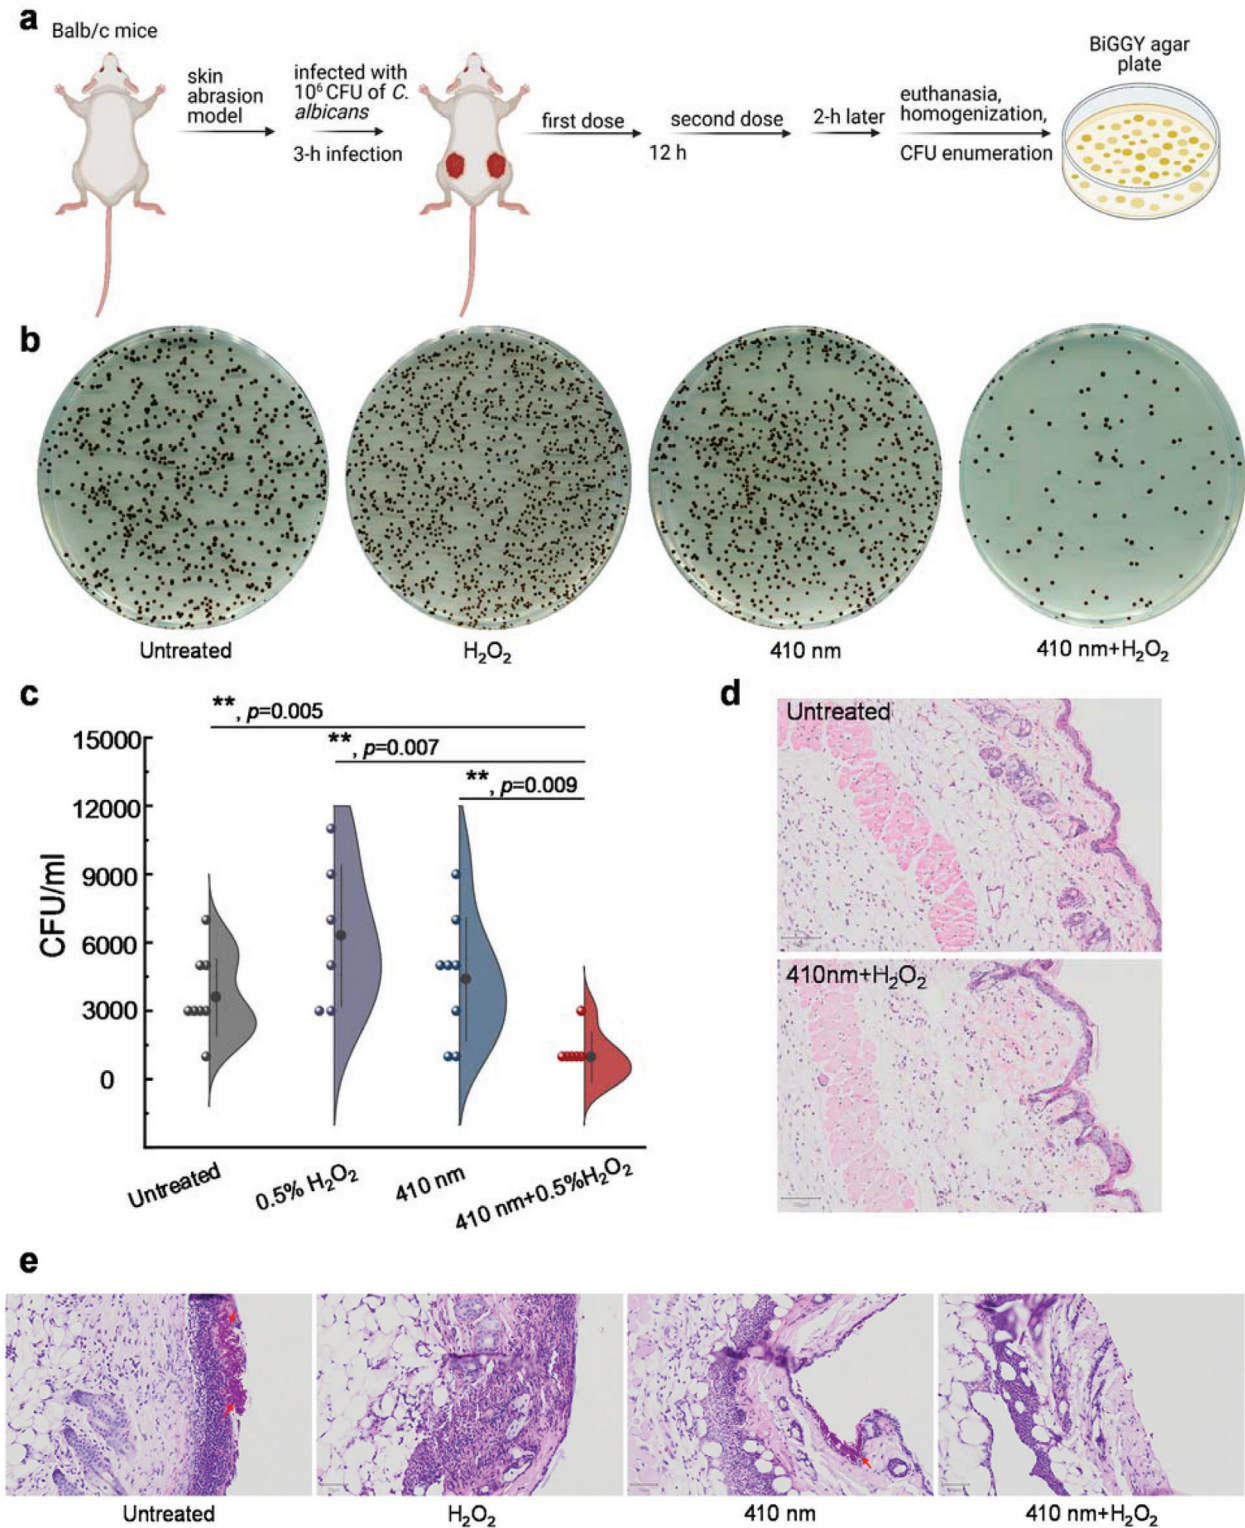 a
Balb/c mice
skin
abrasion
model
infected with
10⁶ CFU of C.
albicans
3-h infection
first dose
12 h
second dose
2-h later
euthanasia,
homogenization,
CFU enumeration
BiGGY agar
plate
b
Untreated
H₂O₂
410 nm
410 nm+H₂O₂
c
**, p=0.005
**, p=0.007
**, p=0.009
15000
12000
9000
6000
3000
0
CFU/ml
Untreated
0.5% H₂O₂
410 nm
410 nm+0.5%H₂O₂
d
Untreated
410nm+H₂O₂
e
Untreated
H₂O₂
410 nm
410 nm+H₂O₂